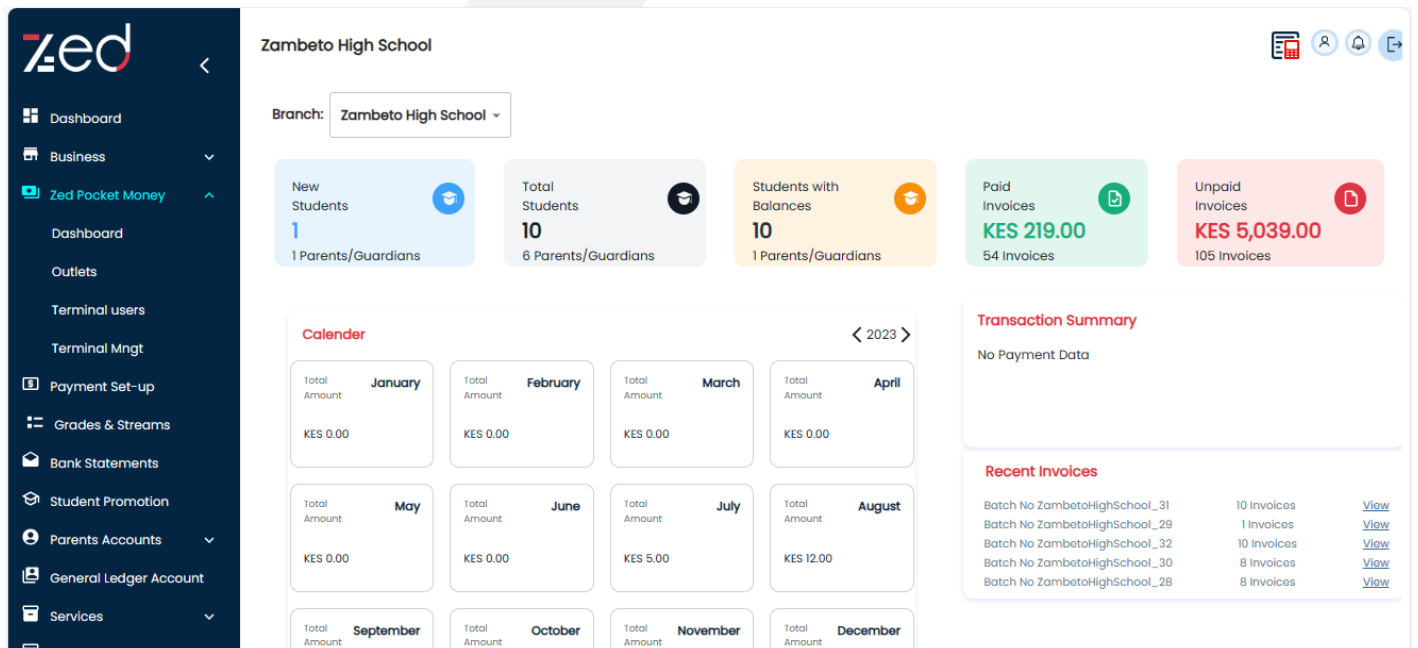 zed
Dashboard
Business
Zed Pocket Money
Dashboard
Outlets
Terminal users
Terminal Mngt
Payment Set-up
Grades & Streams
Bank Statements
Student Promotion
Parents Accounts
General Ledger Account
Services
Zambeto High School
Branch: Zambeto High School
New
Students
1
1 Parents/Guardians
Total
Students
10
6 Parents/Guardians
Students with
Balances
10
1 Parents/Guardians
Paid
Invoices
KES 219.00
54 Invoices
Unpaid
Invoices
KES 5,039.00
105 Invoices
Calender
2023
Total
Amount
January
KES 0.00
Total
Amount
February
KES 0.00
Total
Amount
March
KES 0.00
Total
Amount
April
KES 0.00
Total
Amount
May
KES 0.00
Total
Amount
June
KES 0.00
Total
Amount
July
KES 5.00
Total
Amount
August
KES 12.00
Total
Amount
September
Total
Amount
October
Total
Amount
November
Total
Amount
December
Transaction Summary
No Payment Data
Recent Invoices
Batch No ZambetoHighSchool_31 10 Invoices View
Batch No ZambetoHighSchool_29 1 Invoices View
Batch No ZambetoHighSchool_32 10 Invoices View
Batch No ZambetoHighSchool_30 8 Invoices View
Batch No ZambetoHighSchool_28 8 Invoices View